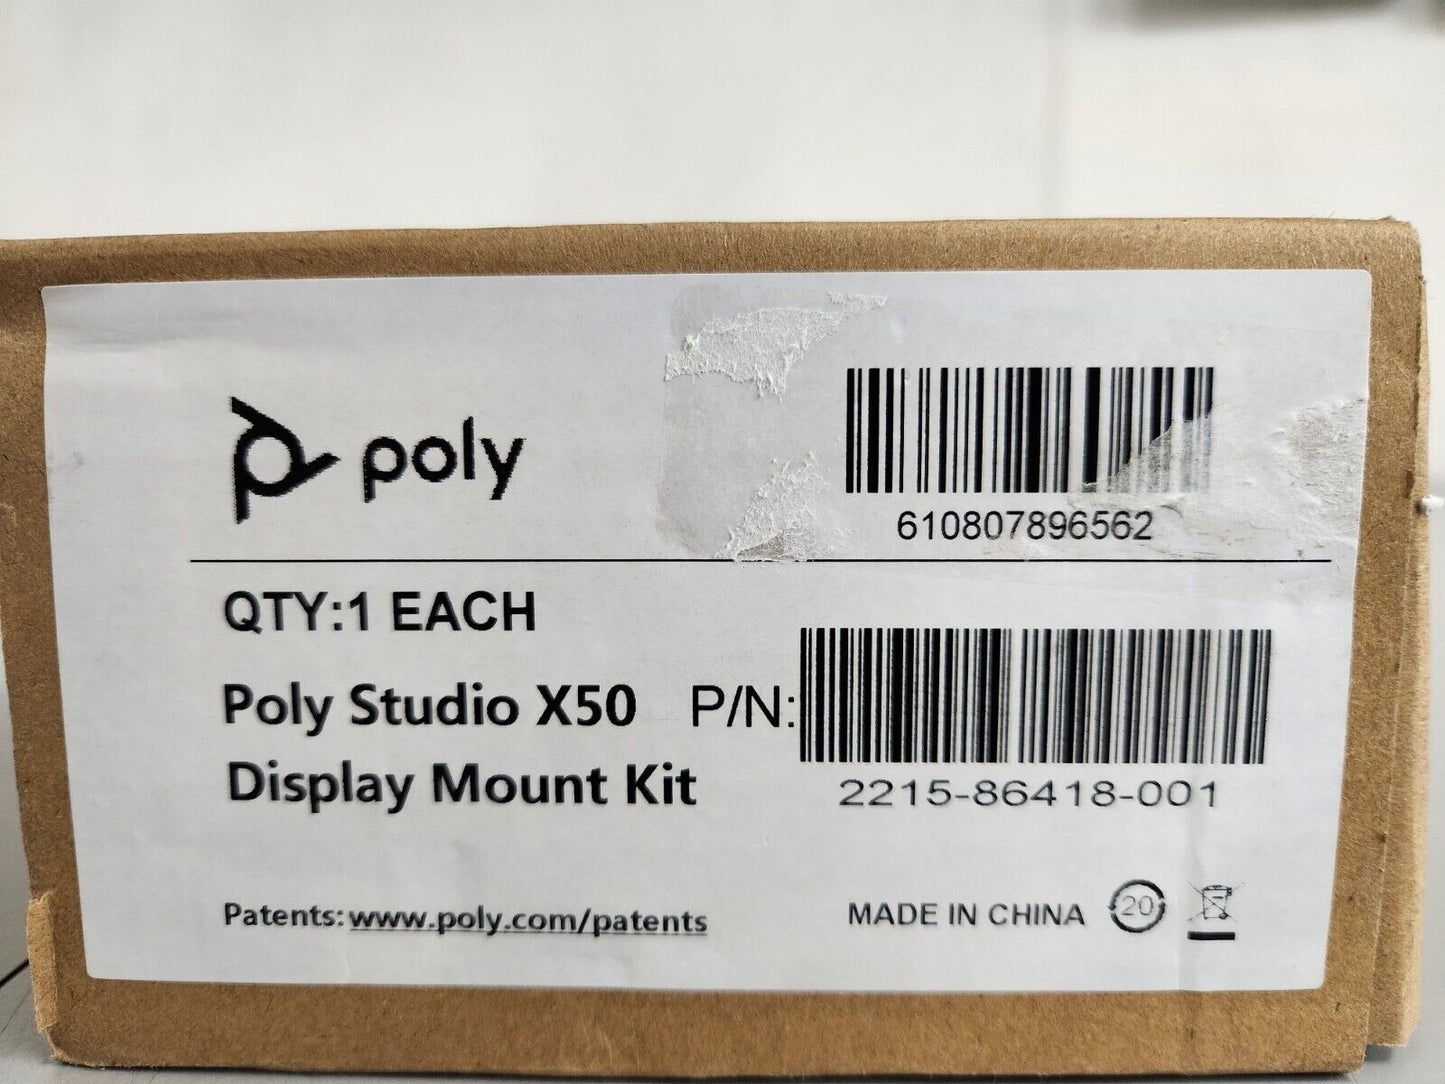 poly
610807896562
QTY:1 EACH
Poly Studio X50
Display Mount Kit
P/N:
2215-86418-001
Patents: www.poly.com/patents
MADE IN CHINA
20